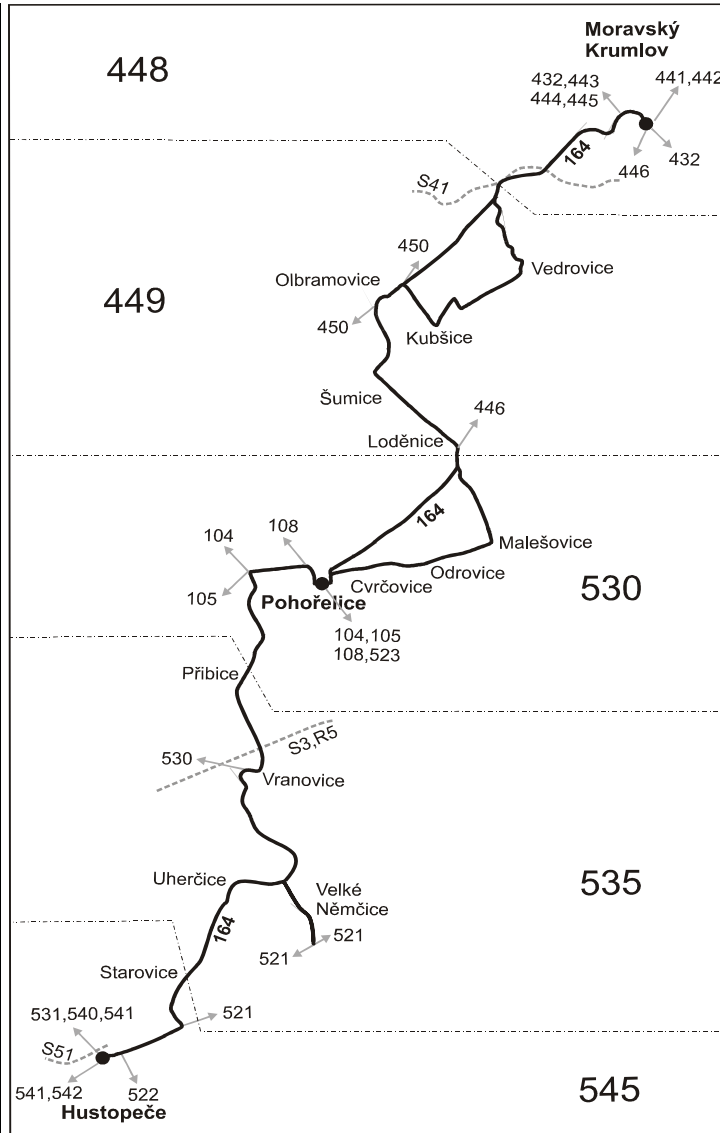 Moravský
Krumlov
448
432,443
444,445
441,442
164
446
432
S41
450
Olbramovice
Vedrovice
449
450
Kubšice
Šumice
446
Loděnice
164
108
104
Malešovice
Odrovice
Cvrčovice
530
105
Pohořelice
104,105
108,523
Přibice
S3,R5
530
Vranovice
Uherčice
Velké
Němčice
535
164
521
521
Starovice
531,540,541
521
S51
541,542
522
545
Hustopeče